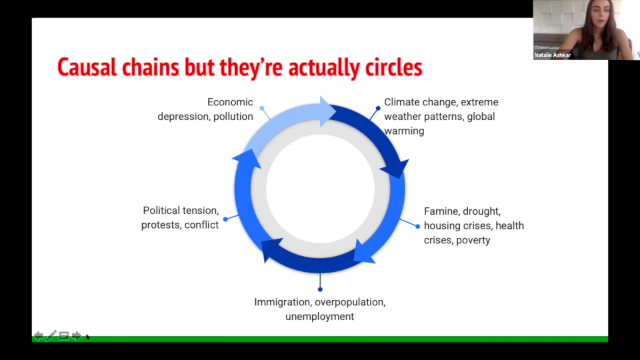 Natalie Ashkar
Causal chains but they're actually circles
Economic
depression, pollution
Climate change, extreme
weather patterns, global
warming
Political tension,
protests, conflict
Famine, drought,
housing crises, health
crises, poverty
Immigration, overpopulation,
unemployment